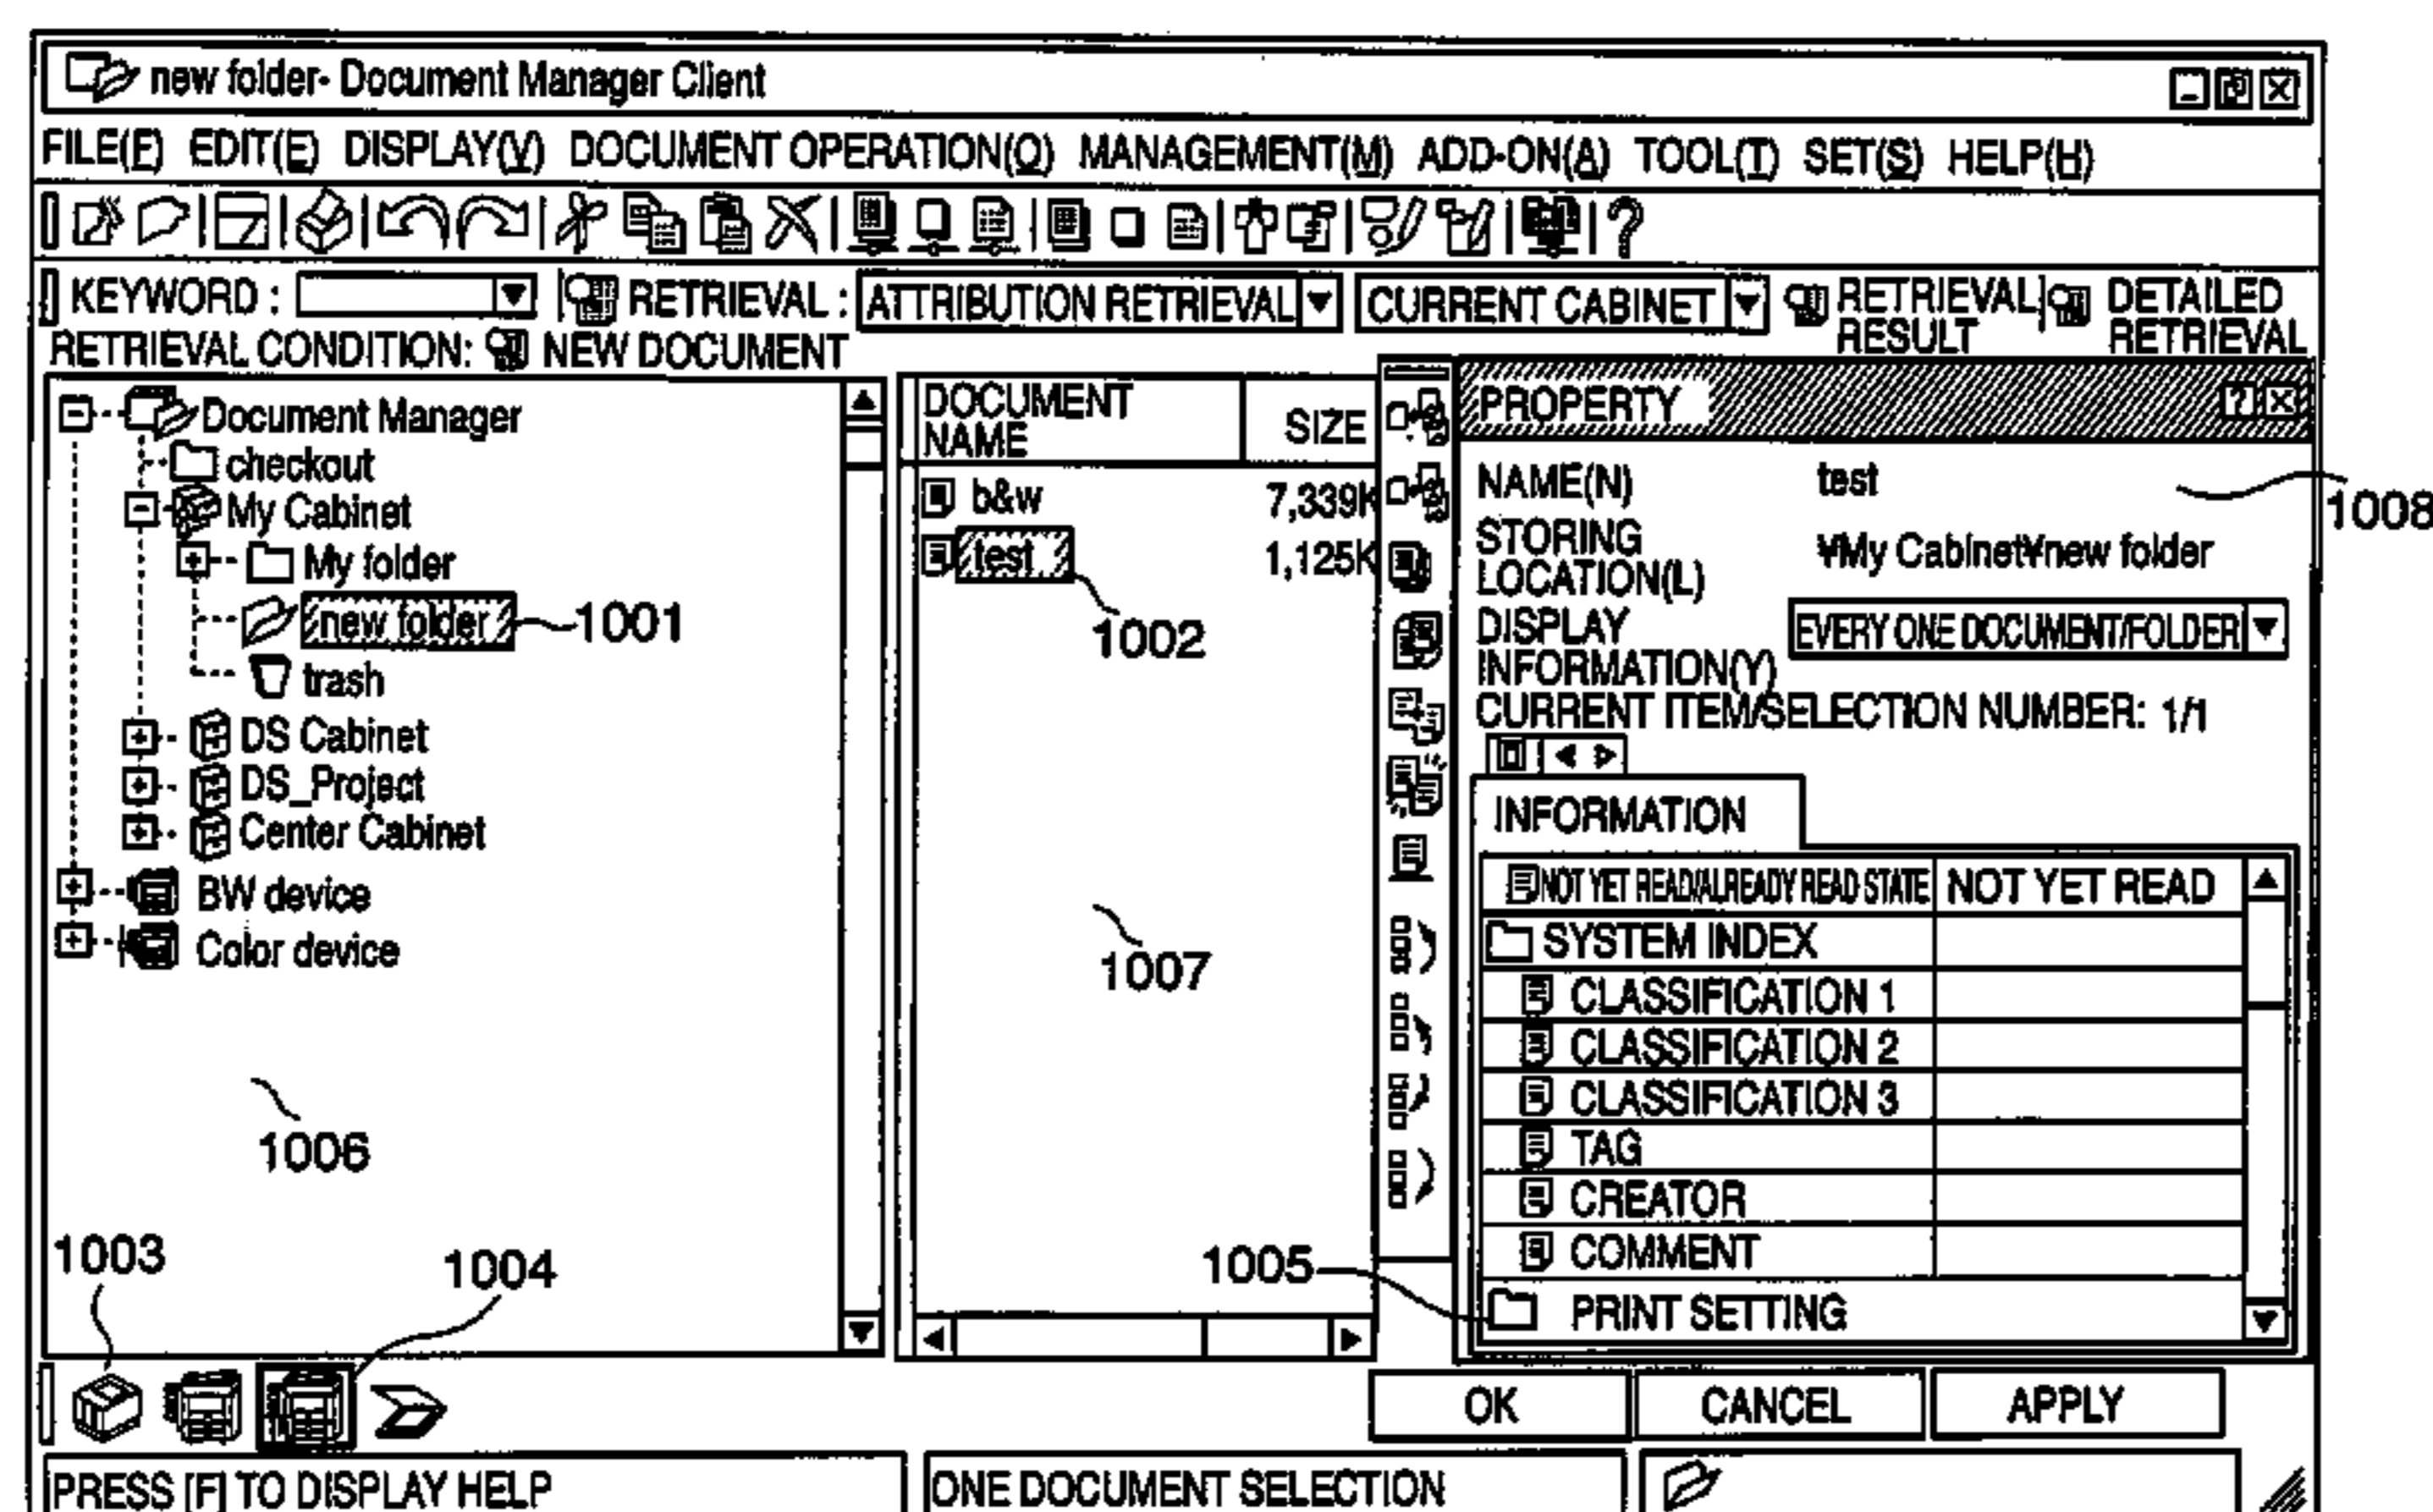 new folder- Document Manager Client
FILE(F) EDIT(E) DISPLAY(V) DOCUMENT OPERATION(O) MANAGEMENT(M) ADD-ON(A) TOOL(T) SET(S) HELP(H)
KEYWORD : RETRIEVAL : ATTRIBUTION RETRIEVAL CURRENT CABINET RETRIEVAL RESULT DETAILED RETRIEVAL
RETRIEVAL CONDITION: NEW DOCUMENT
Document Manager
checkout
My Cabinet
My folder
new folder 1001
trash
DS Cabinet
DS_Project
Center Cabinet
BW device
Color device
1006
1003
1004
DOCUMENT NAME SIZE
b&w 7,339K
test 1,125K
1002
1007
PROPERTY ?
NAME(N) test
1008
STORING LOCATION(L) ¥My Cabinet¥new folder
DISPLAY INFORMATION(Y) EVERY ONE DOCUMENT/FOLDER
CURRENT ITEM/SELECTION NUMBER: 1/1
INFORMATION
NOT YET READ/ALREADY READ STATE NOT YET READ
SYSTEM INDEX
CLASSIFICATION 1
CLASSIFICATION 2
CLASSIFICATION 3
TAG
CREATOR
COMMENT
1005 PRINT SETTING
OK CANCEL APPLY
PRESS [F] TO DISPLAY HELP ONE DOCUMENT SELECTION